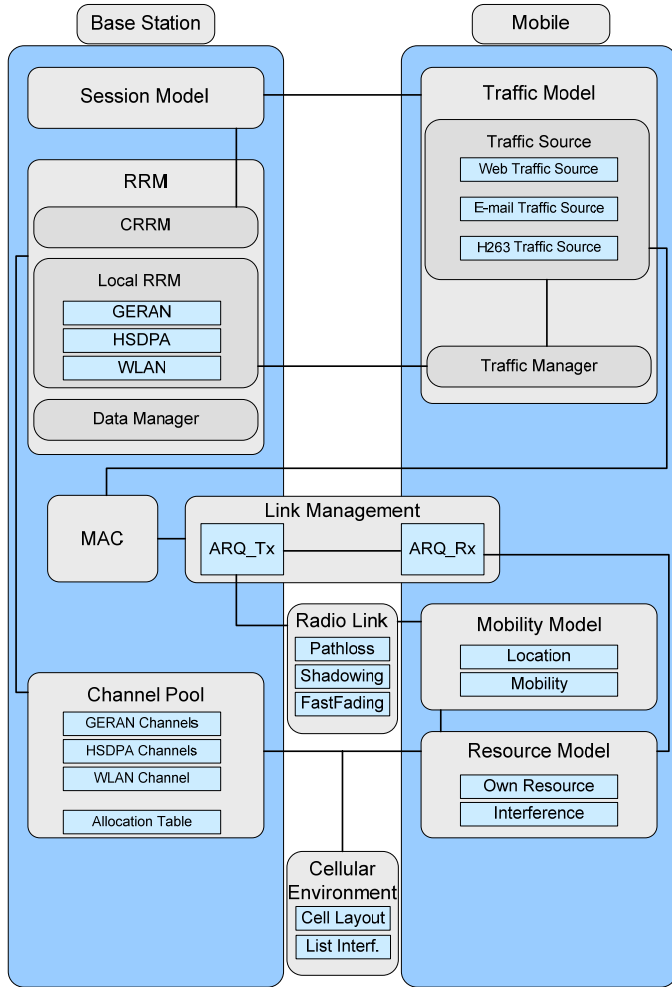 Base Station
Mobile
Session Model
Traffic Model
Traffic Source
Web Traffic Source
E-mail Traffic Source
H263 Traffic Source
RRM
CRRM
Local RRM
GERAN
HSDPA
WLAN
Traffic Manager
Data Manager
Link Management
MAC
ARQ_Tx
ARQ_Rx
Radio Link
Pathloss
Shadowing
FastFading
Mobility Model
Location
Mobility
Channel Pool
GERAN Channels
HSDPA Channels
WLAN Channel
Allocation Table
Resource Model
Own Resource
Interference
Cellular
Environment
Cell Layout
List Interf.